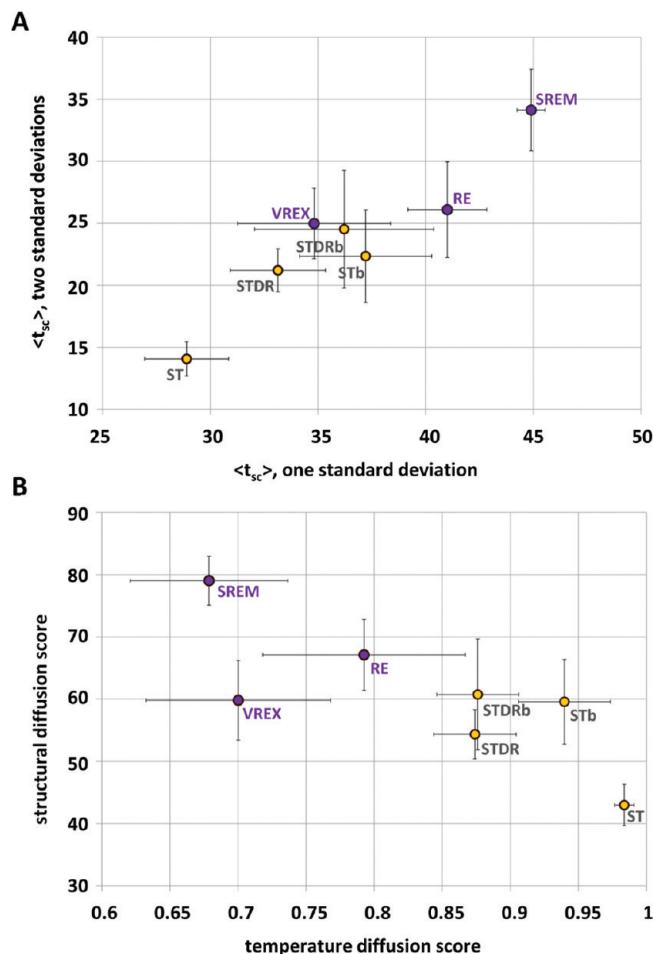 A
40
35
30
25
20
15
10
SREM
RE
VREX
STDRb
STDR
STb
ST
25 30 35 40 45 50
<t_sc>, two standard deviations
<t_sc>, one standard deviation
B
90
80
70
60
50
40
30
SREM
RE
VREX
STDRb
STb
STDR
ST
0.6 0.65 0.7 0.75 0.8 0.85 0.9 0.95 1
structural diffusion score
temperature diffusion score